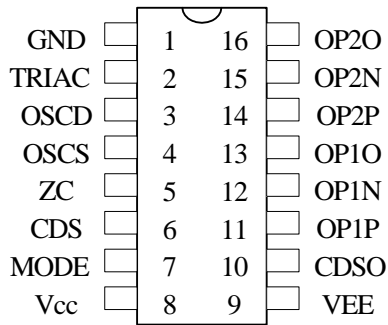 GND 1 16 OP2O
TRIAC 2 15 OP2N
OSCD 3 14 OP2P
OSCS 4 13 OP1O
ZC 5 12 OP1N
CDS 6 11 OP1P
MODE 7 10 CDSO
Vcc 8 9 VEE